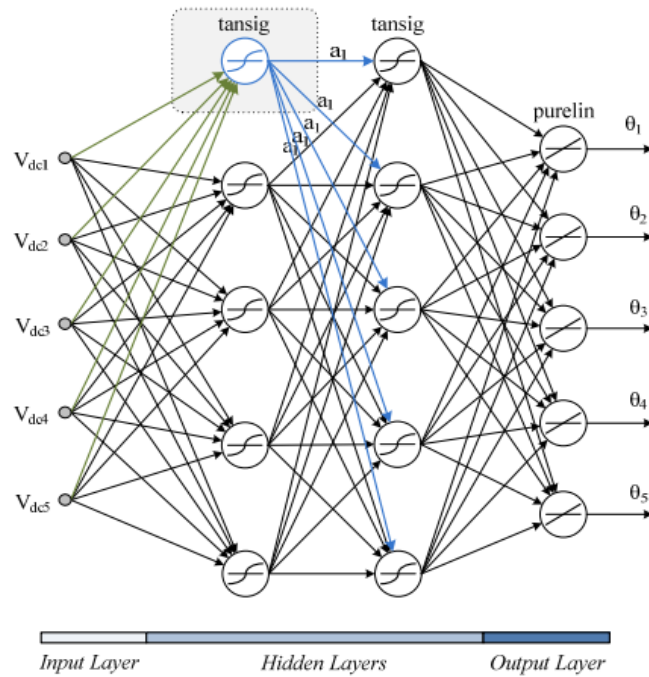 tansig
tansig
a1
a1
a1
a1
a1
purelin
θ1
θ2
θ3
θ4
θ5
Vdc1
Vdc2
Vdc3
Vdc4
Vdc5
Input Layer
Hidden Layers
Output Layer